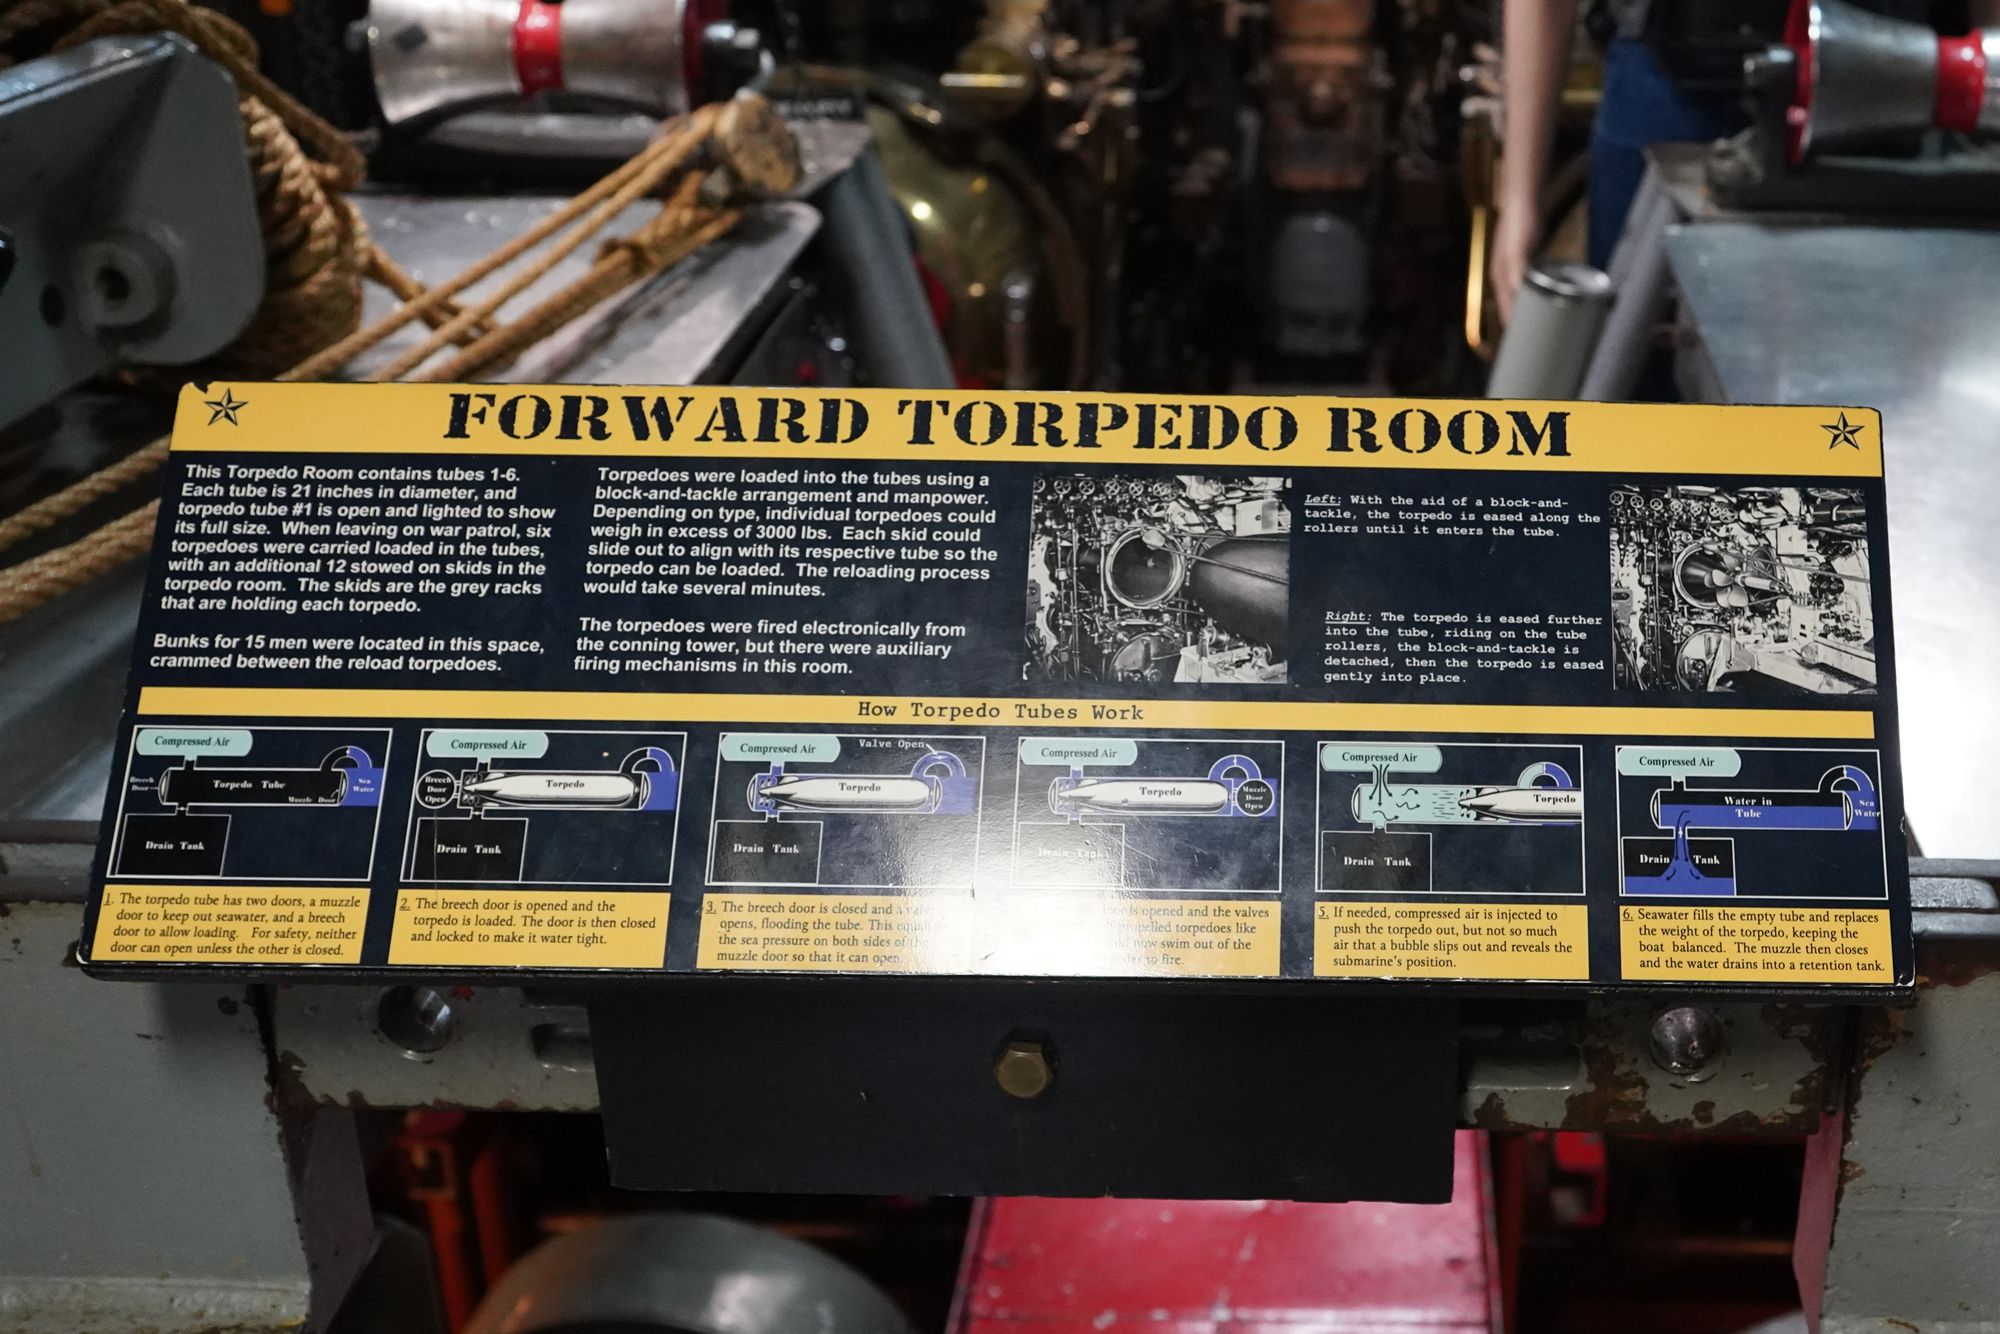 FORWARD TORPEDO ROOM
This Torpedo Room contains tubes 1-6.
Each tube is 21 inches in diameter, and
torpedo tube #1 is open and lighted to show
its full size. When leaving on war patrol, six
torpedoes were carried loaded in the tubes,
with an additional 12 stowed on skids in the
torpedo room. The skids are the grey racks
that are holding each torpedo.
Bunks for 15 men were located in this space,
crammed between the reload torpedoes.
Torpedoes were loaded into the tubes using a
block-and-tackle arrangement and manpower.
Depending on type, individual torpedoes could
weigh in excess of 3000 lbs. Each skid could
slide out to align with its respective tube so the
torpedo can be loaded. The reloading process
would take several minutes.
The torpedoes were fired electronically from
the conning tower, but there were auxiliary
firing mechanisms in this room.
Left: With the aid of a block-and-
tackle, the torpedo is eased along the
rollers until it enters the tube.
Right: The torpedo is eased further
into the tube, riding on the tube
rollers, the block-and-tackle is
detached, then the torpedo is eased
gently into place.
How Torpedo Tubes Work
Compressed Air
Breech
Door
Torpedo Tube
Muzzle Door
Sea
Water
Drain Tank
1. The torpedo tube has two doors, a muzzle
door to keep out seawater, and a breech
door to allow loading. For safety, neither
door can open unless the other is closed.
Compressed Air
Breech
Door
Open
Torpedo
Drain Tank
2. The breech door is opened and the
torpedo is loaded. The door is then closed
and locked to make it water tight.
Compressed Air
Valve Open
Torpedo
Drain Tank
3. The breech door is closed and a valve
opens, flooding the tube. This
the sea pressure on both sides of the
muzzle door so that it can open.
Compressed Air
Torpedo
Muzzle
Door
Open
Drain Tank
is opened and the valves
propelled torpedoes like
now swim out of the
to fire.
Compressed Air
Torpedo
Drain Tank
5. If needed, compressed air is injected to
push the torpedo out, but not so much
air that a bubble slips out and reveals the
submarine's position.
Compressed Air
Water in
Tube
Sea
Water
Drain Tank
6. Seawater fills the empty tube and replaces
the weight of the torpedo, keeping the
boat balanced. The muzzle then closes
and the water drains into a retention tank.